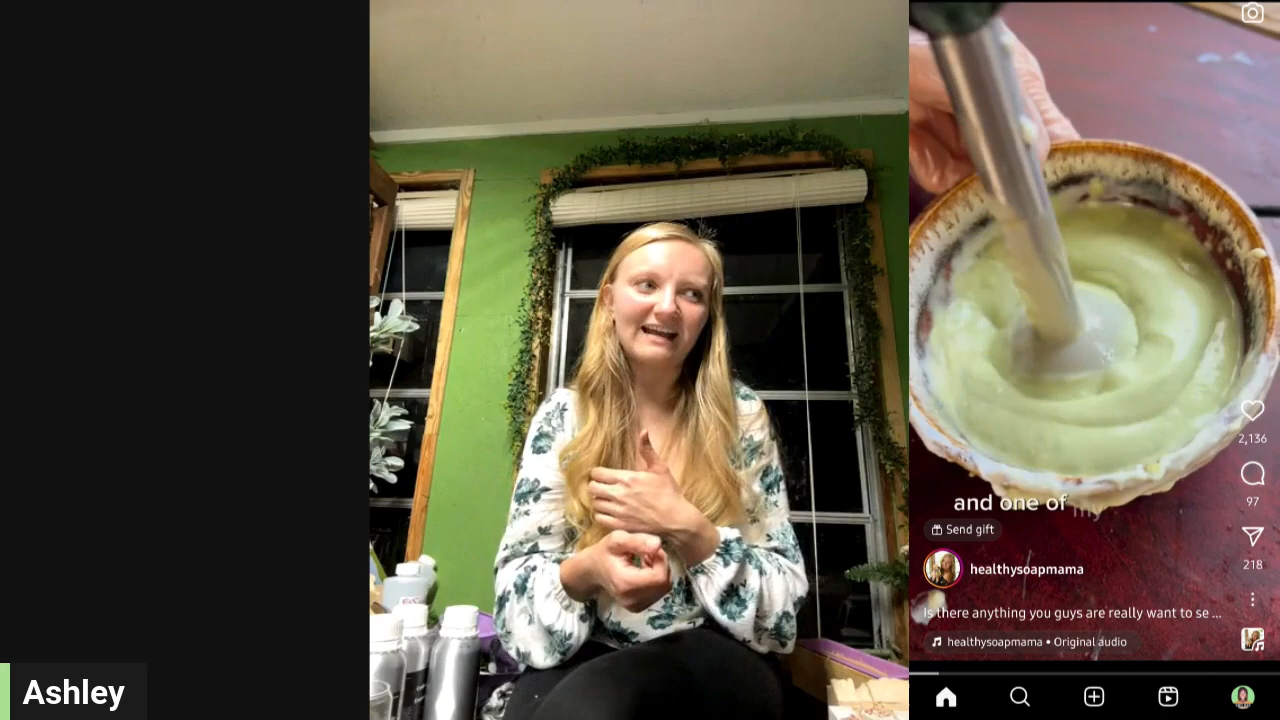 Ashley
2,136
97
and one of my
Send gift
218
healthysoapmama
Is there anything you guys are really want to se ...
healthysoapmama • Original audio